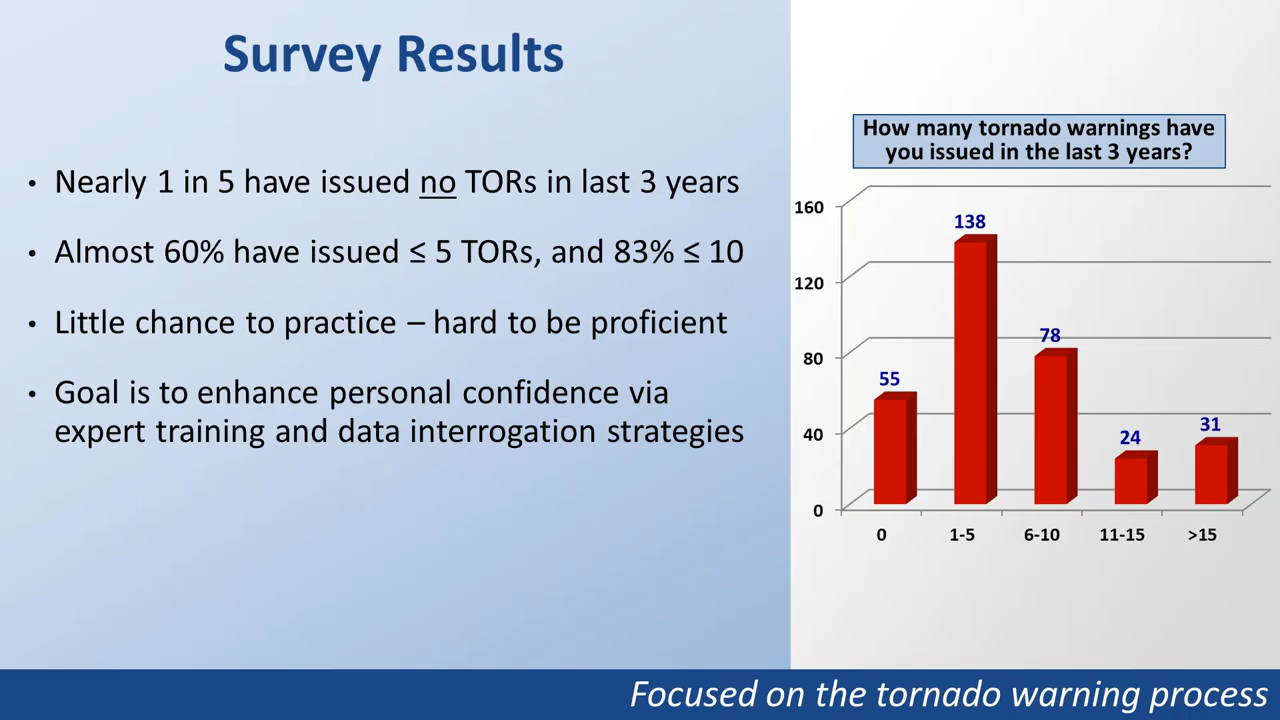 Survey Results
• Nearly 1 in 5 have issued no TORs in last 3 years
• Almost 60% have issued ≤ 5 TORs, and 83% ≤ 10
• Little chance to practice – hard to be proficient
• Goal is to enhance personal confidence via
expert training and data interrogation strategies
How many tornado warnings have
you issued in the last 3 years?
160
120
80
40
0
55
138
78
24
31
0
1-5
6-10
11-15
>15
Focused on the tornado warning process